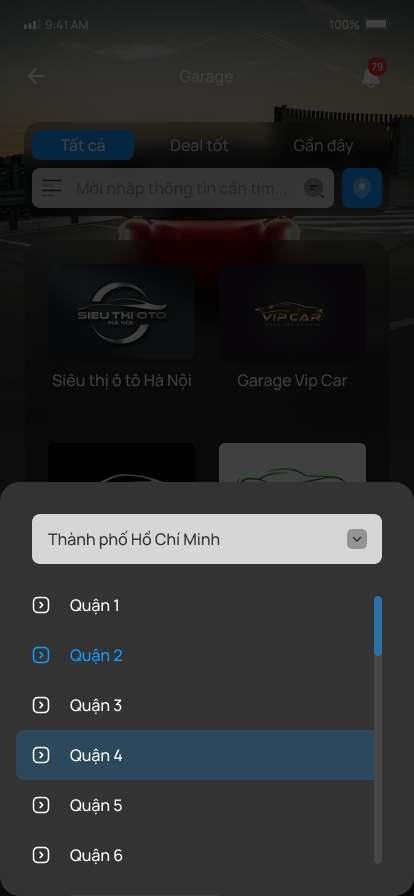 9:41 AM
100%
Garage
79
Tất cả
Deal tốt
Gần đây
Mời nhập thông tin cần tìm...
SIEU THI OTO
HA NOI
VIP CAR
Siêu thị ô tô Hà Nội
Garage Vip Car
Thành phố Hồ Chí Minh
Quận 1
Quận 2
Quận 3
Quận 4
Quận 5
Quận 6